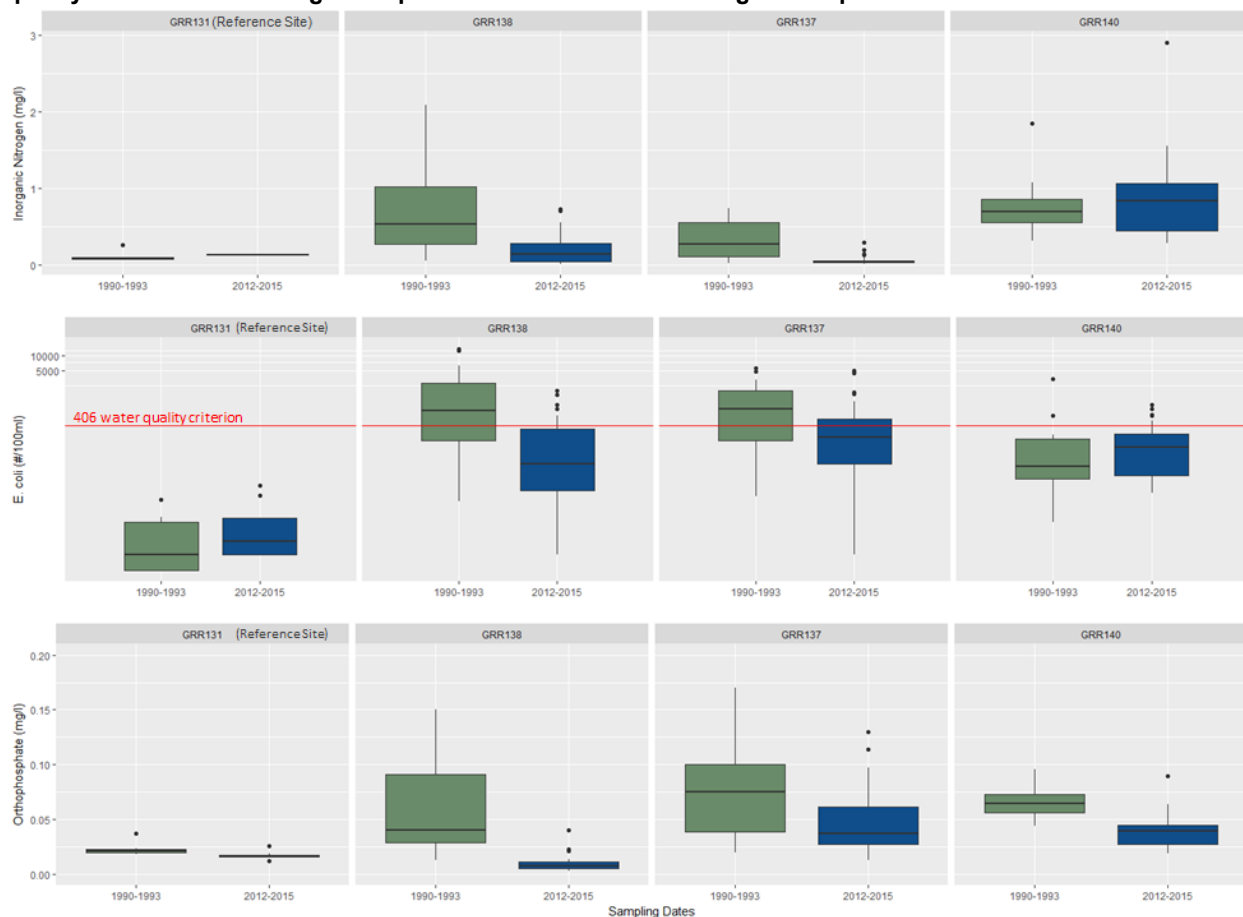 GRR131 (Reference Site) GRR138 GRR137 GRR140
3
2
1
0
Inorganic Nitrogen (mg/l)
1990-1993 2012-2015 1990-1993 2012-2015 1990-1993 2012-2015 1990-1993 2012-2015
GRR131 (Reference Site) GRR138 GRR137 GRR140
10000
5000
406 water quality criterion
E. coli (#/100ml)
1990-1993 2012-2015 1990-1993 2012-2015 1990-1993 2012-2015 1990-1993 2012-2015
GRR131 (Reference Site) GRR138 GRR137 GRR140
0.20
0.15
0.10
0.05
0.00
Orthophosphate (mg/l)
1990-1993 2012-2015 1990-1993 2012-2015 1990-1993 2012-2015 1990-1993 2012-2015
Sampling Dates